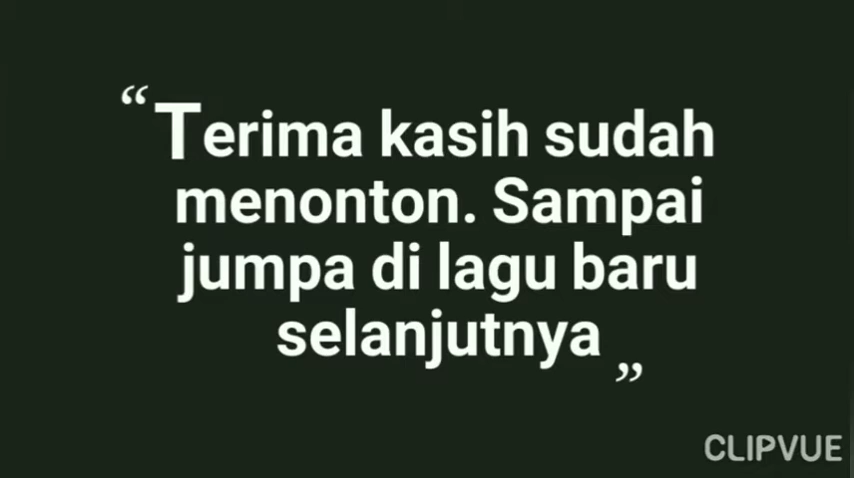 “Terima kasih sudah
menonton. Sampai
jumpa di lagu baru
selanjutnya”
CLIPVUE